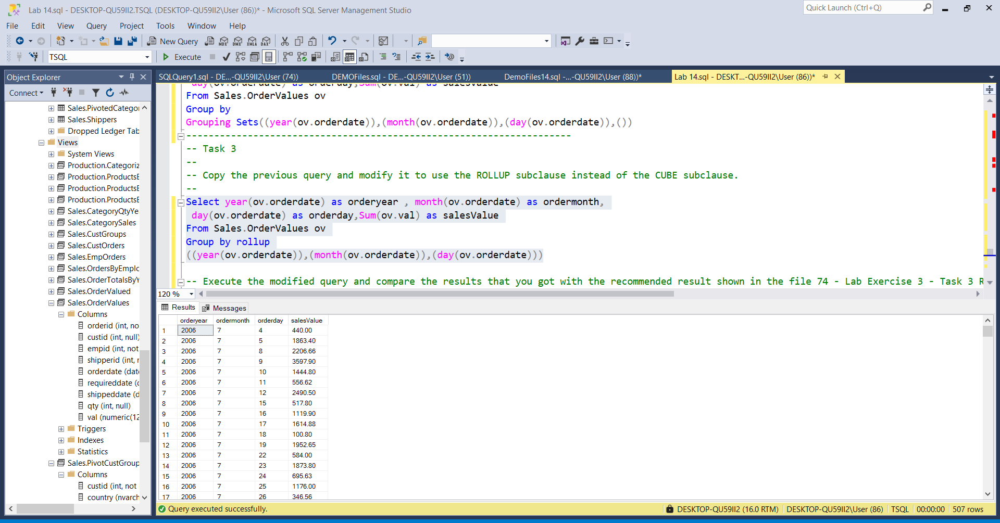 Lab 14.sql - DESKTOP-QU59II2.TSQL (DESKTOP-QU59II2\User (86))* - Microsoft SQL Server Management Studio
Quick Launch (Ctrl+Q)
File Edit View Query Project Tools Window Help
New Query
MDX DMX XMLA DAX
TSQL
Execute
Object Explorer
Connect
Sales.PivotedCategor
Sales.Shippers
Dropped Ledger Tab
Views
System Views
Production.Categoriz
Production.ProductsE
Production.ProductsE
Production.ProductsE
Sales.CategoryQtyYe
Sales.CategorySales
Sales.CustGroups
Sales.CustOrders
Sales.EmpOrders
Sales.OrdersByEmplo
Sales.OrderTotalsByY
Sales.OrderValued
Sales.OrderValues
Columns
orderid (int, no
custid (int, null)
empid (int, not
shipperid (int, r
orderdate (date
requireddate (c
shippeddate (d
qty (int, null)
val (numeric(12
Triggers
Indexes
Statistics
Sales.PivotCustGroup
Columns
custid (int, not
country (nvarch
SQLQuery1.sql - DE...-QU59II2\User (74))
DEMOFiles.sql - DE...-QU59II2\User (51))
DemoFiles14.sql -...-QU59II2\User (88))*
Lab 14.sql - DESKT...-QU59II2\User (86))*
day(ov.orderdate) as orderday,Sum(ov.val) as salesValue
From Sales.OrderValues ov
Group by
Grouping Sets((year(ov.orderdate)),(month(ov.orderdate)),(day(ov.orderdate)),())
---------------------------------------------------------------------
-- Task 3
--
-- Copy the previous query and modify it to use the ROLLUP subclause instead of the CUBE subclause.
--
Select year(ov.orderdate) as orderyear , month(ov.orderdate) as ordermonth,
day(ov.orderdate) as orderday,Sum(ov.val) as salesValue
From Sales.OrderValues ov
Group by rollup
((year(ov.orderdate)),(month(ov.orderdate)),(day(ov.orderdate)))
-- Execute the modified query and compare the results that you got with the recommended result shown in the file 74 - Lab Exercise 3 - Task 3 R
120 %
Results Messages
orderyear ordermonth orderday salesValue
1 2006 7 4 440.00
2 2006 7 5 1863.40
3 2006 7 8 2206.66
4 2006 7 9 3597.90
5 2006 7 10 1444.80
6 2006 7 11 556.62
7 2006 7 12 2490.50
8 2006 7 15 517.80
9 2006 7 16 1119.90
10 2006 7 17 1614.88
11 2006 7 18 100.80
12 2006 7 19 1952.65
13 2006 7 22 584.00
14 2006 7 23 1873.80
15 2006 7 24 695.63
16 2006 7 25 1176.00
17 2006 7 26 346.56
Query executed successfully.
DESKTOP-QU59II2 (16.0 RTM) DESKTOP-QU59II2\User (86) TSQL 00:00:00 507 rows